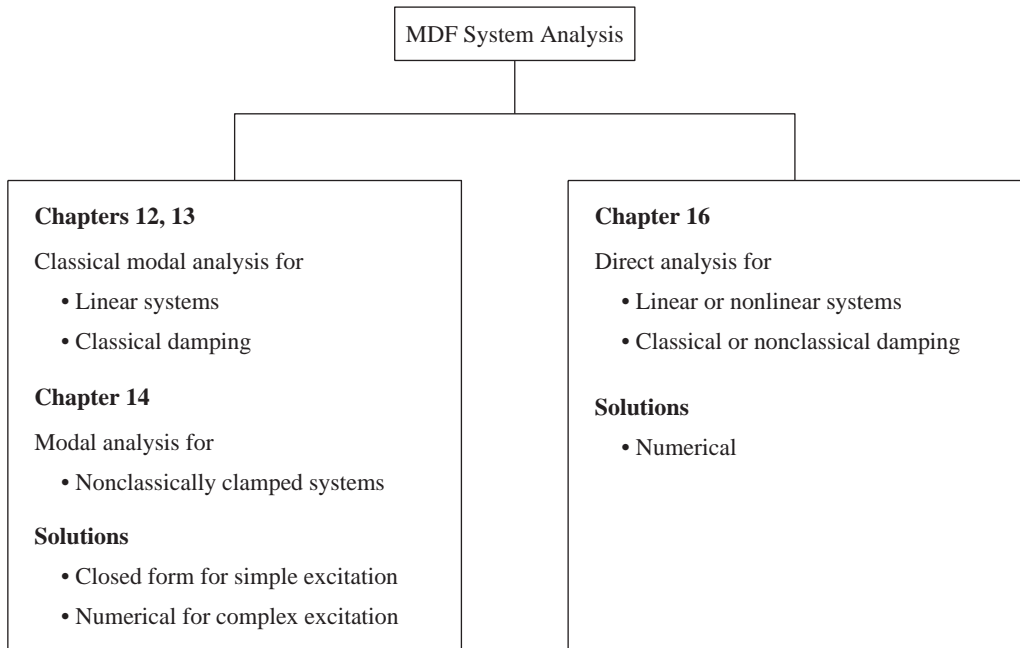 MDF System Analysis
Chapters 12, 13
Classical modal analysis for
• Linear systems
• Classical damping
Chapter 14
Modal analysis for
• Nonclassically clamped systems
Solutions
• Closed form for simple excitation
• Numerical for complex excitation
Chapter 16
Direct analysis for
• Linear or nonlinear systems
• Classical or nonclassical damping
Solutions
• Numerical